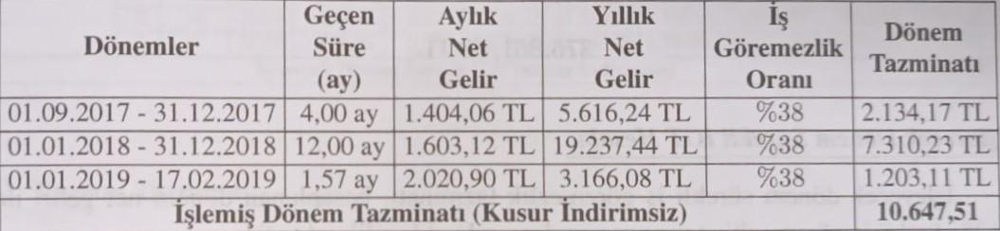 Dönemler | Geçen Süre (ay) | Aylık Net Gelir | Yıllık Net Gelir | İş Göremezlik Oranı | Dönem Tazminatı
01.09.2017 - 31.12.2017 | 4,00 ay | 1.404,06 TL | 5.616,24 TL | %38 | 2.134,17 TL
01.01.2018 - 31.12.2018 | 12,00 ay | 1.603,12 TL | 19.237,44 TL | %38 | 7.310,23 TL
01.01.2019 - 17.02.2019 | 1,57 ay | 2.020,90 TL | 3.166,08 TL | %38 | 1.203,11 TL
İşlemiş Dönem Tazminatı (Kusur İndirimsiz) | 10.647,51